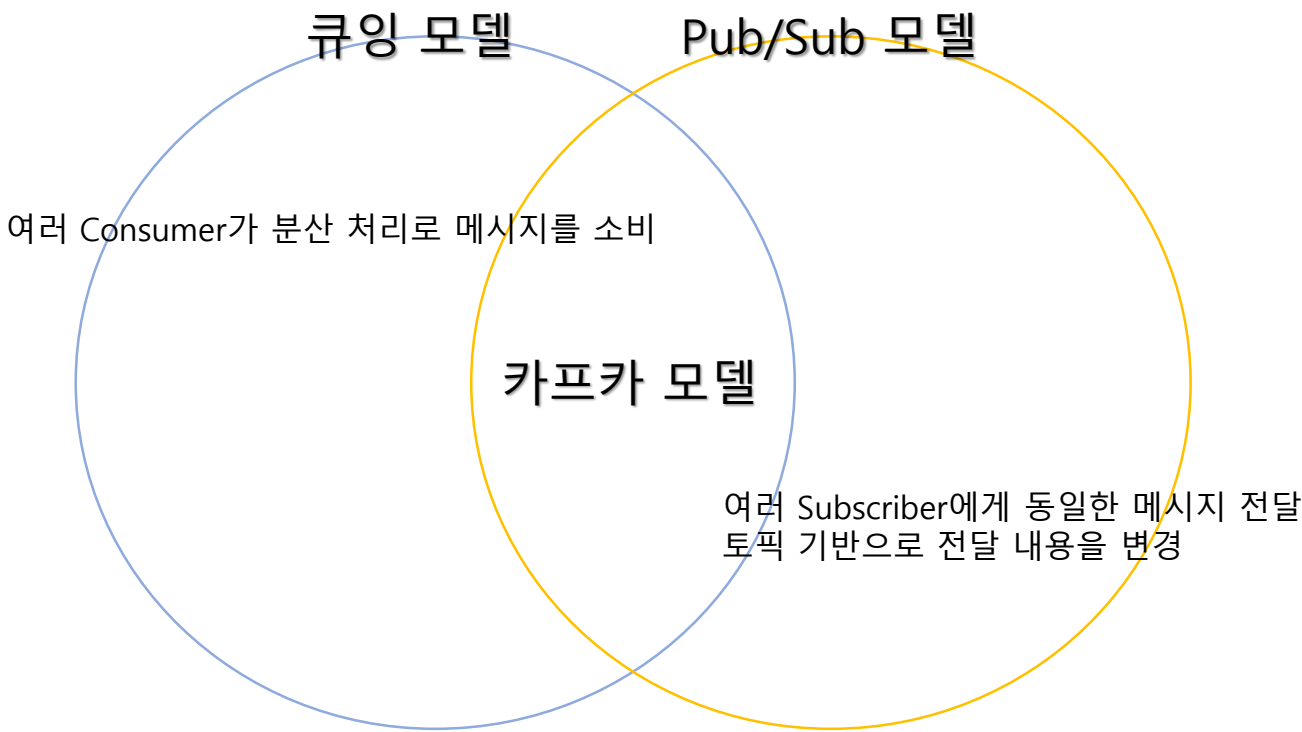 큐잉 모델
Pub/Sub 모델
여러 Consumer가 분산 처리로 메시지를 소비
카프카 모델
여러 Subscriber에게 동일한 메시지 전달
토픽 기반으로 전달 내용을 변경